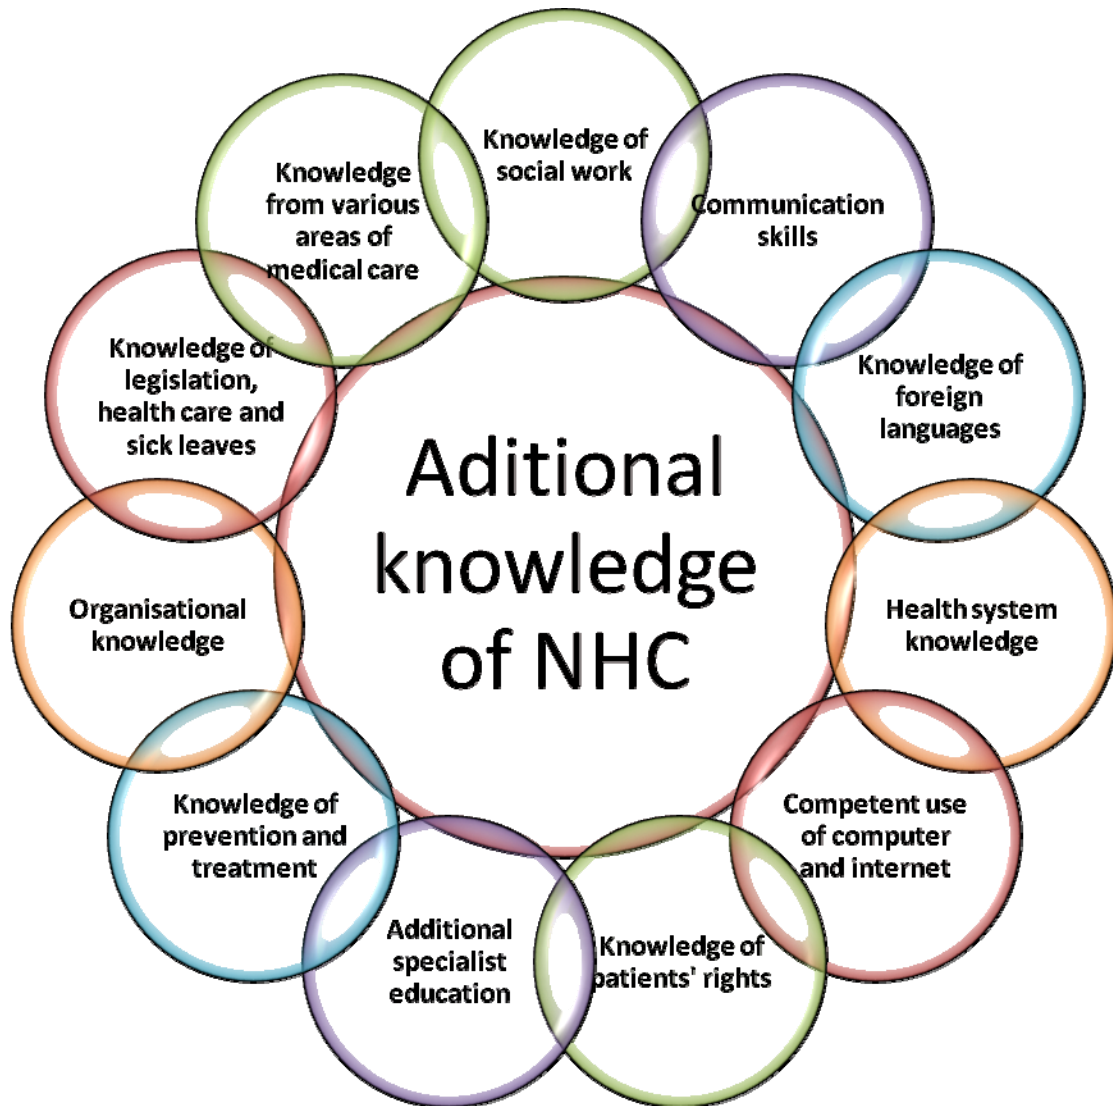 Knowledge of
social work
Communication
skills
Knowledge of
foreign
languages
Health system
knowledge
Competent use
of computer
and internet
Knowledge of
patients' rights
Additional
specialist
education
Knowledge of
prevention and
treatment
Organisational
knowledge
Knowledge of
legislation,
health care and
sick leaves
Knowledge
from various
areas of
medical care
Aditional
knowledge
of NHC